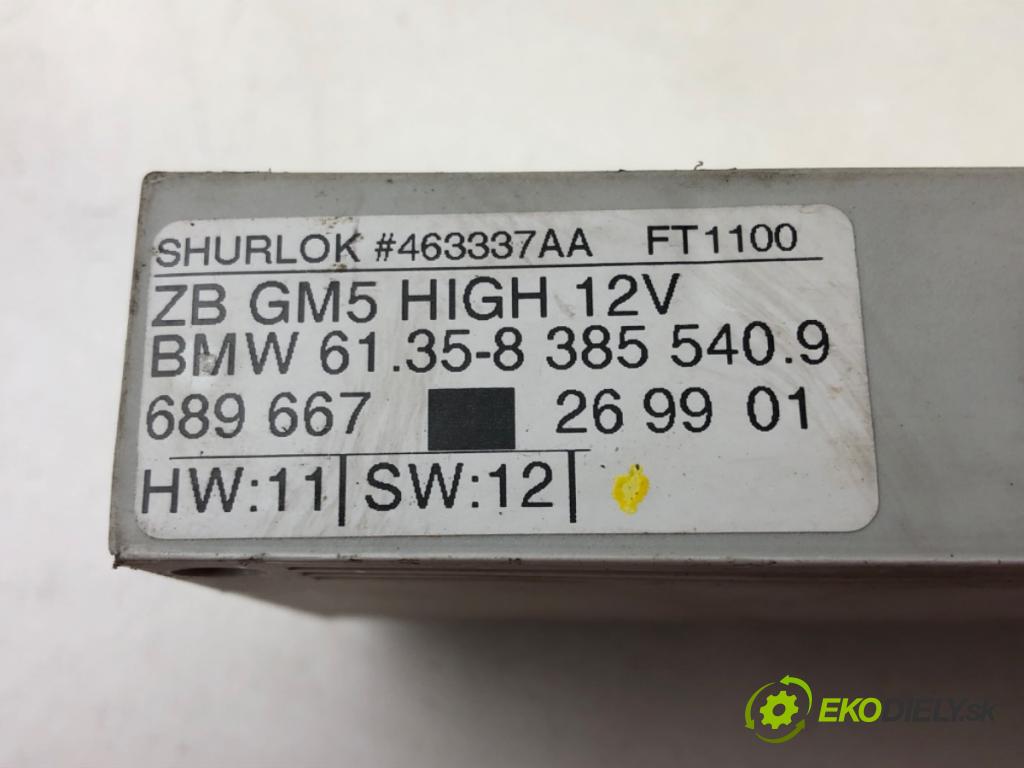 SHURLOK #463337AA FT1100
ZB GM5 HIGH 12V
BMW 61.35-8 385 540.9
689 667 26 99 01
HW:11 SW:12
EKODIELY.sk